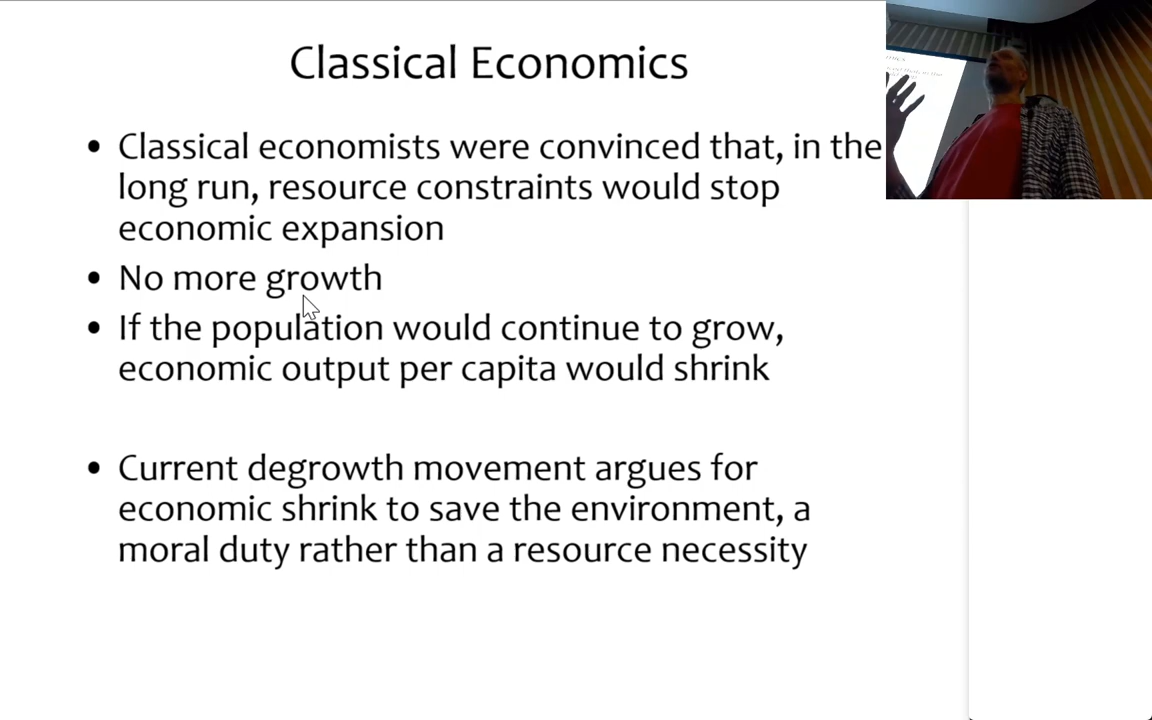 Classical Economics
• Classical economists were convinced that, in the
long run, resource constraints would stop
economic expansion
• No more growth
• If the population would continue to grow,
economic output per capita would shrink
• Current degrowth movement argues for
economic shrink to save the environment, a
moral duty rather than a resource necessity